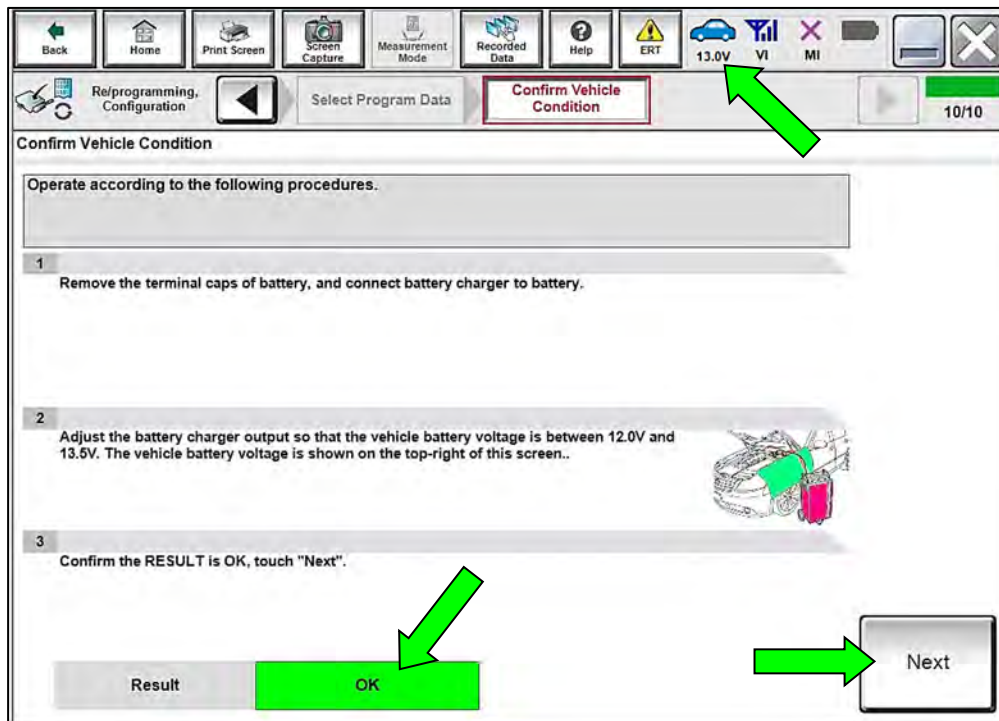 Back
Home
Print Screen
Screen
Capture
Measurement
Mode
Recorded
Data
Help
ERT
13.0V
VI
MI
Re/programming,
Configuration
Select Program Data
Confirm Vehicle
Condition
10/10
Confirm Vehicle Condition
Operate according to the following procedures.
1
Remove the terminal caps of battery, and connect battery charger to battery.
2
Adjust the battery charger output so that the vehicle battery voltage is between 12.0V and
13.5V. The vehicle battery voltage is shown on the top-right of this screen..
3
Confirm the RESULT is OK, touch "Next".
Result
OK
Next